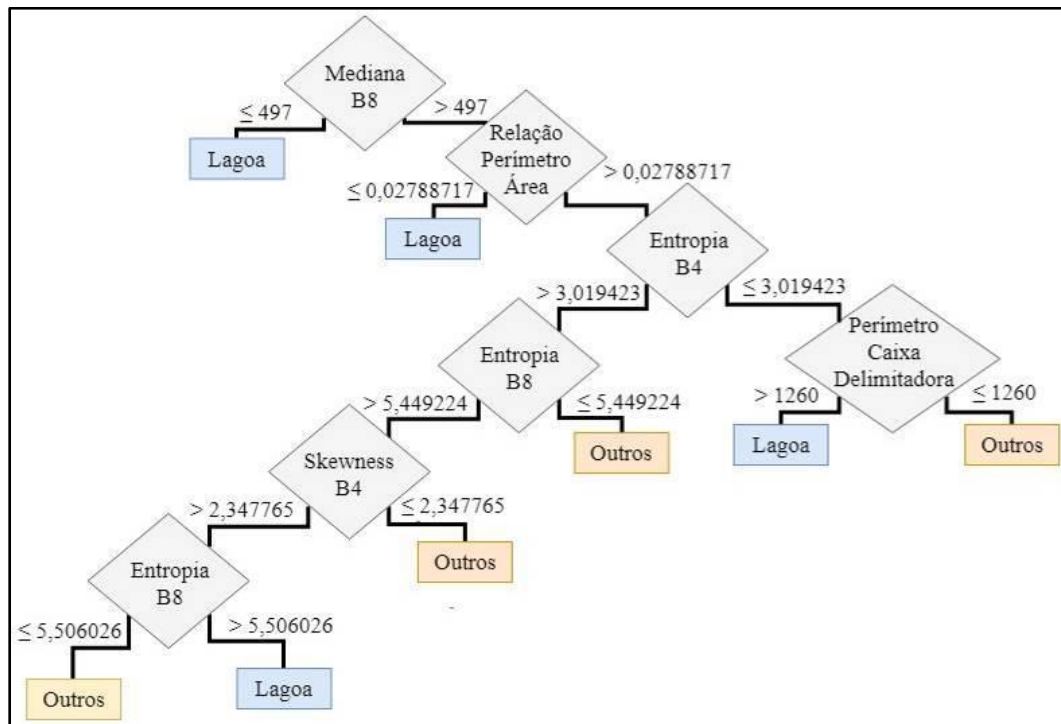 Mediana
B8
≤ 497
> 497
Lagoa
Relação
Perímetro
Área
≤ 0,02788717
> 0,02788717
Lagoa
Entropia
B4
> 3,019423
≤ 3,019423
Entropia
B8
Perímetro
Caixa
Delimitadora
> 5,449224
≤ 5,449224
> 1260
≤ 1260
Skewness
B4
Outros
Lagoa
Outros
> 2,347765
≤ 2,347765
Entropia
B8
Outros
≤ 5,506026
> 5,506026
Outros
Lagoa